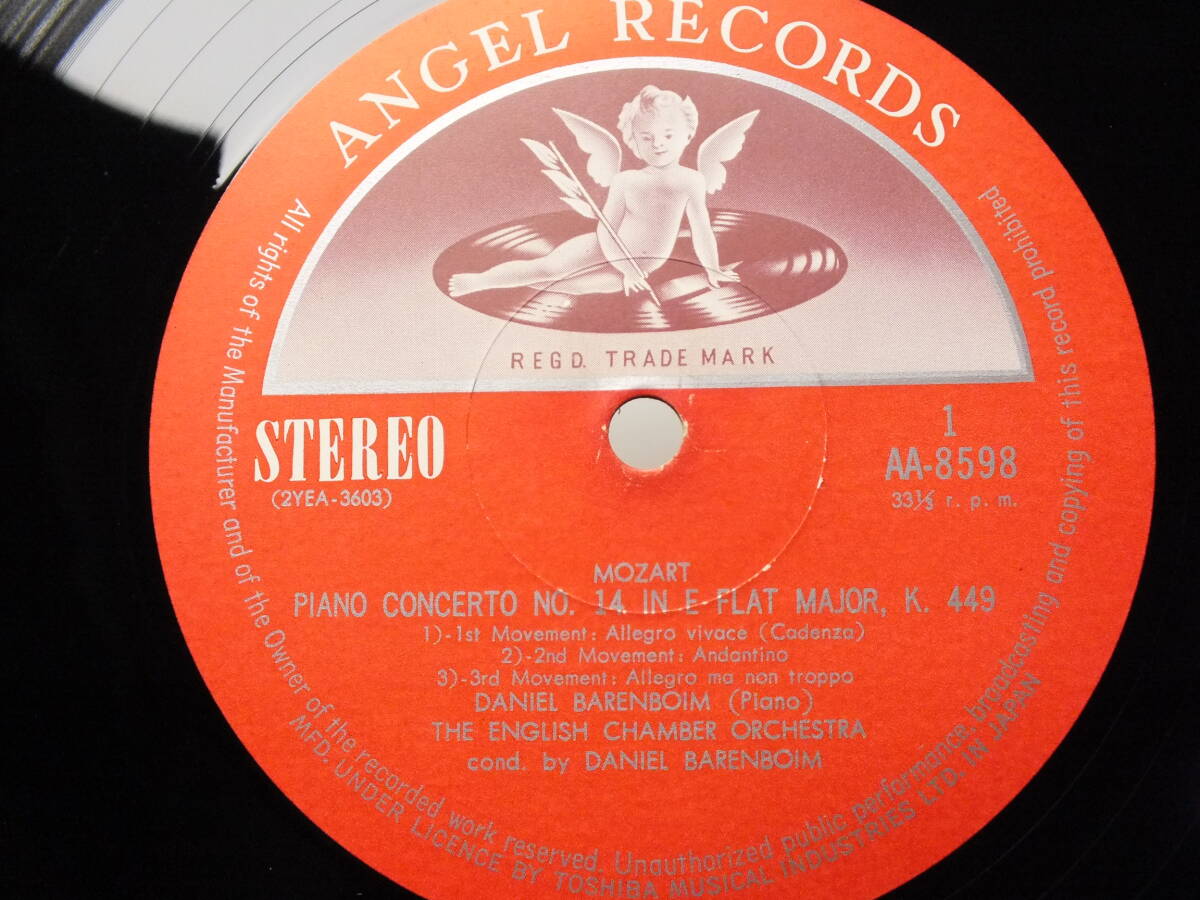 ANGEL RECORDS
REGD. TRADE MARK
STEREO
(2YEA-3603)
1
AA-8598
33⅓ r. p. m.
MOZART
PIANO CONCERTO NO. 14 IN E FLAT MAJOR, K. 449
1)-1st Movement: Allegro vivace (Cadenza)
2)-2nd Movement: Andantino
3)-3rd Movement: Allegro ma non troppo
DANIEL BARENBOIM (Piano)
THE ENGLISH CHAMBER ORCHESTRA
cond. by DANIEL BARENBOIM
All rights of the Manufacturer and of the Owner of the recorded work reserved. Unauthorized public performance, broadcasting and copying of this record prohibited
MFD. UNDER LICENCE BY TOSHIBA MUSICAL INDUSTRIES LTD. IN JAPAN